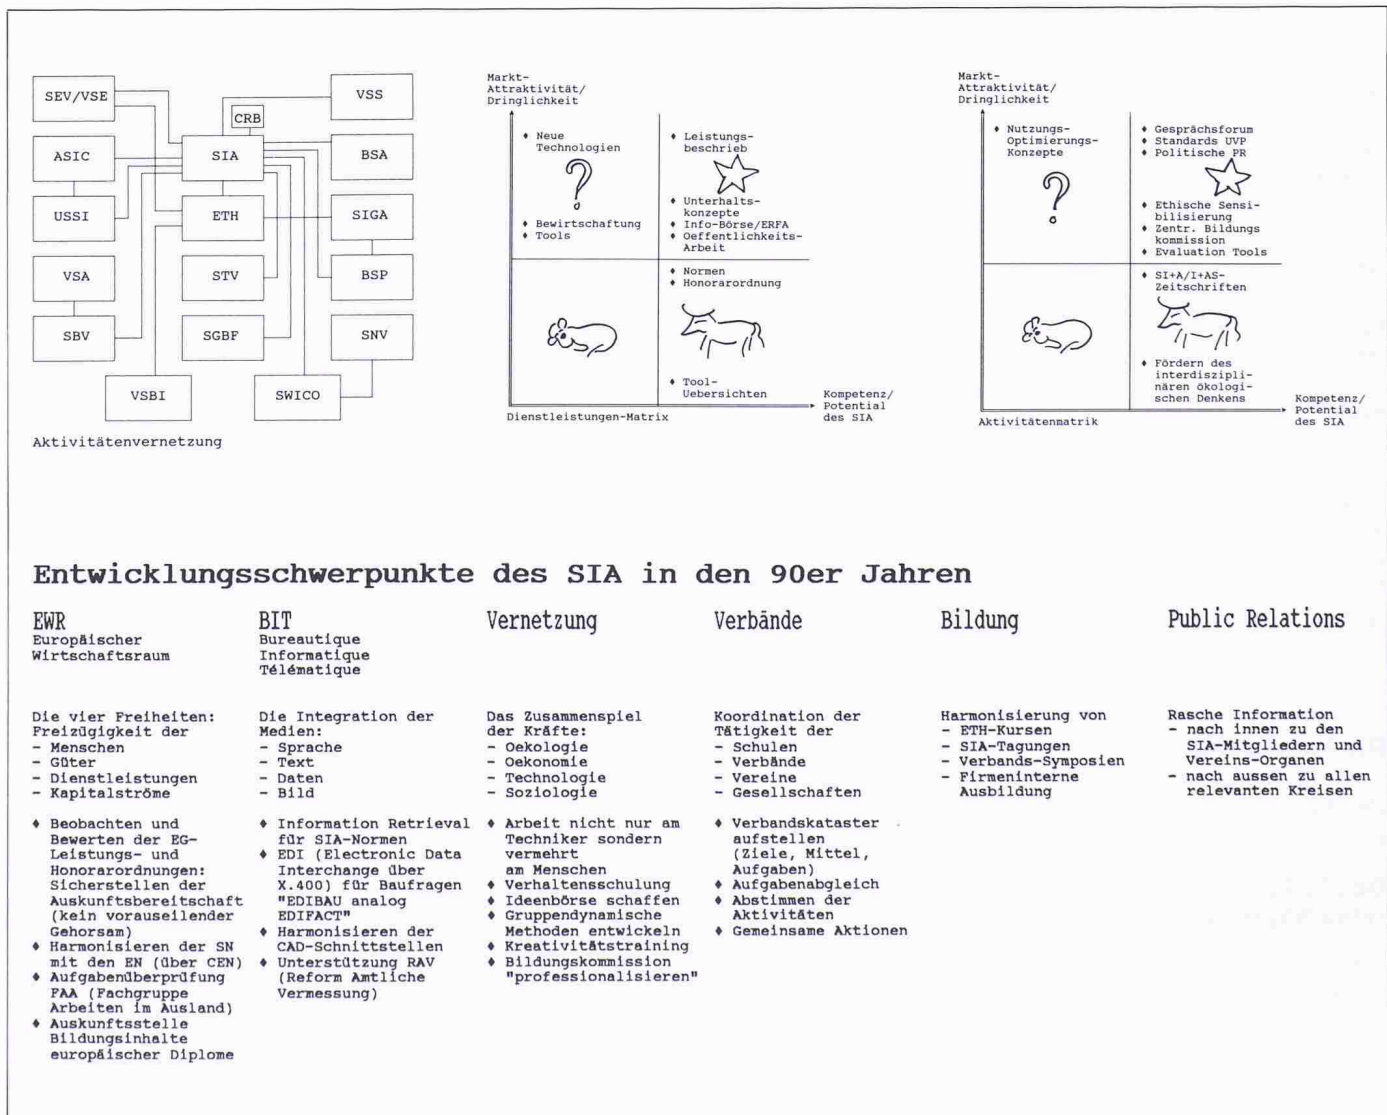 SEV/VSE
VSS
CRB
ASIC
SIA
BSA
USSI
ETH
SIGA
VSA
STV
BSP
SBV
SGBF
SNV
VSBI
SWICO
Aktivitätenvernetzung
Markt-
Attraktivität/
Dringlichkeit
♦ Neue
Technologien
♦ Bewirtschaftung
♦ Tools
♦ Leistungs-
beschrieb
♦ Unterhalts-
konzepte
♦ Info-Börse/ERFA
♦ Oeffentlichkeits-
Arbeit
♦ Normen
♦ Honorarordnung
♦ Tool-
Uebersichten
Kompetenz/
Potential
des SIA
Dienstleistungen-Matrix
Markt-
Attraktivität/
Dringlichkeit
♦ Nutzungs-
Optimierungs-
Konzepte
♦ Gesprächsforum
♦ Standards UVP
♦ Politische PR
♦ Ethische Sensi-
bilisierung
♦ Zentr. Bildungs
kommission
♦ Evaluation Tools
♦ SI+A/I+AS-
Zeitschriften
♦ Fördern des
interdiszipli-
nären ökologi-
schen Denkens
Kompetenz/
Potential
des SIA
Aktivitätenmatrik
Entwicklungsschwerpunkte des SIA in den 90er Jahren
EWR
Europäischer
Wirtschaftsraum
Die vier Freiheiten:
Freizügigkeit der
- Menschen
- Güter
- Dienstleistungen
- Kapitalströme
♦ Beobachten und
Bewerten der EG-
Leistungs- und
Honorarordnungen:
Sicherstellen der
Auskunftsbereitschaft
(kein vorauseilender
Gehorsam)
♦ Harmonisieren der SN
mit den EN (über CEN)
♦ Aufgabenüberprüfung
FAA (Fachgruppe
Arbeiten im Ausland)
♦ Auskunftsstelle
Bildungsinhalte
europäischer Diplome
BIT
Bureautique
Informatique
Télématique
Die Integration der
Medien:
- Sprache
- Text
- Daten
- Bild
♦ Information Retrieval
für SIA-Normen
♦ EDI (Electronic Data
Interchange über
X.400) für Baufragen
"EDIBAU analog
EDIFACT"
♦ Harmonisieren der
CAD-Schnittstellen
♦ Unterstützung RAV
(Reform Amtliche
Vermessung)
Vernetzung
Das Zusammenspiel
der Kräfte:
- Oekologie
- Oekonomie
- Technologie
- Soziologie
♦ Arbeit nicht nur am
Techniker sondern
vermehrt
am Menschen
♦ Verhaltensschulung
♦ Ideenbörse schaffen
♦ Gruppendynamische
Methoden entwickeln
♦ Kreativitätstraining
♦ Bildungskommission
"professionalisieren"
Verbände
Koordination der
Tätigkeit der
- Schulen
- Verbände
- Vereine
- Gesellschaften
♦ Verbandskataster
aufstellen
(Ziele, Mittel,
Aufgaben)
♦ Aufgabenabgleich
♦ Abstimmen der
Aktivitäten
♦ Gemeinsame Aktionen
Bildung
Harmonisierung von
- ETH-Kursen
- SIA-Tagungen
- Verbands-Symposien
- Firmeninterne
Ausbildung
Public Relations
Rasche Information
- nach innen zu den
SIA-Mitgliedern und
Vereins-Organen
- nach aussen zu allen
relevanten Kreisen